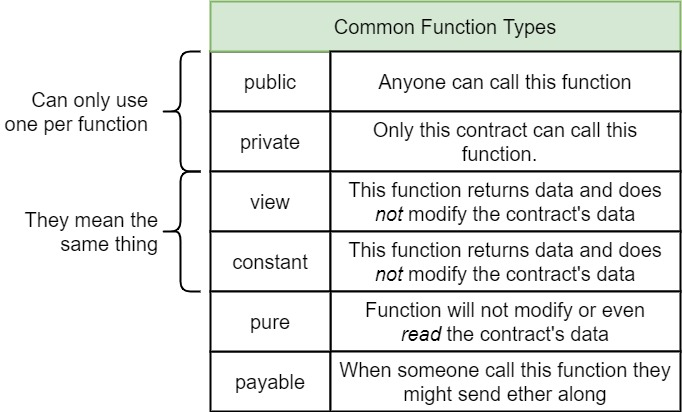 Common Function Types
Can only use
one per function
public
Anyone can call this function
private
Only this contract can call this
function.
They mean the
same thing
view
This function returns data and does
not modify the contract's data
constant
This function returns data and does
not modify the contract's data
pure
Function will not modify or even
read the contract's data
payable
When someone call this function they
might send ether along